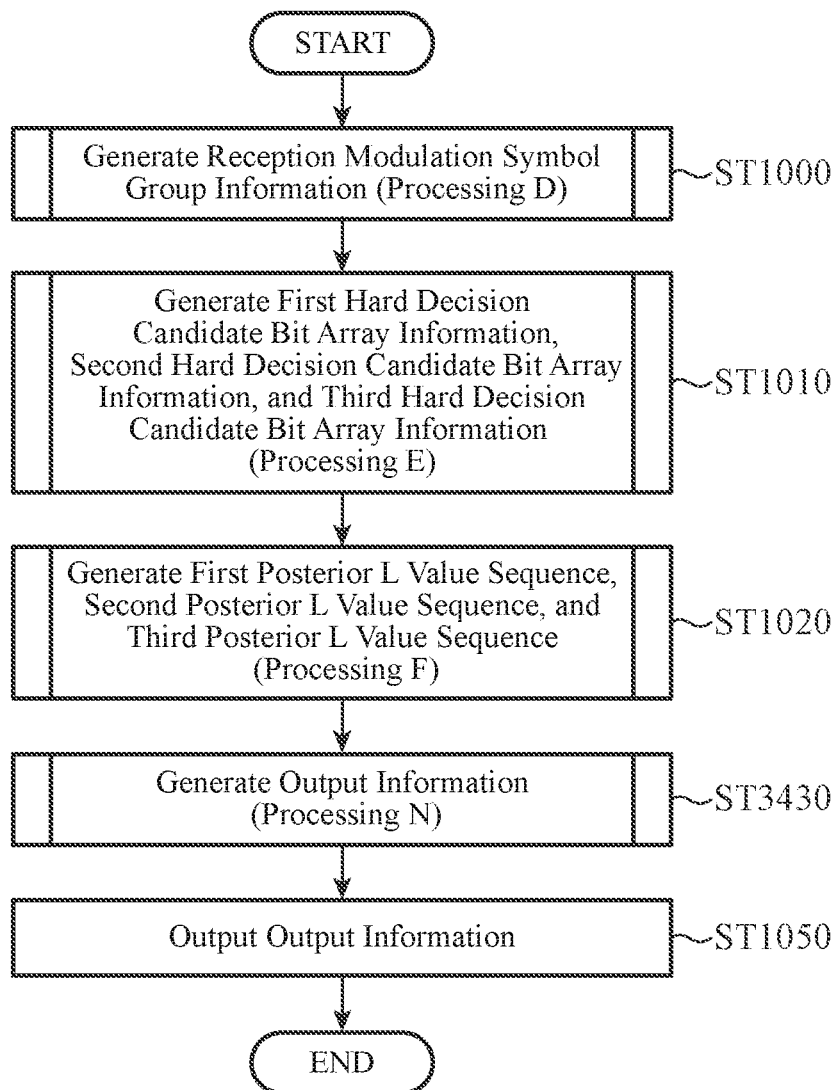 START
Generate Reception Modulation Symbol
Group Information (Processing D)
ST1000
Generate First Hard Decision
Candidate Bit Array Information,
Second Hard Decision Candidate Bit Array
Information, and Third Hard Decision
Candidate Bit Array Information
(Processing E)
ST1010
Generate First Posterior L Value Sequence,
Second Posterior L Value Sequence, and
Third Posterior L Value Sequence
(Processing F)
ST1020
Generate Output Information
(Processing N)
ST3430
Output Output Information
ST1050
END